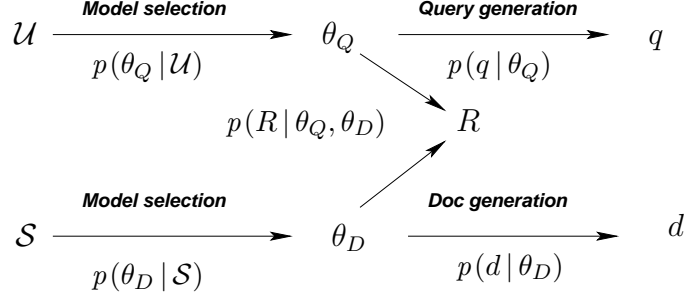 Model selection Query generation
𝒰 θ_Q q
p(θ_Q | 𝒰) p(q | θ_Q)
p(R | θ_Q, θ_D) R
Model selection Doc generation
𝒮 θ_D d
p(θ_D | 𝒮) p(d | θ_D)